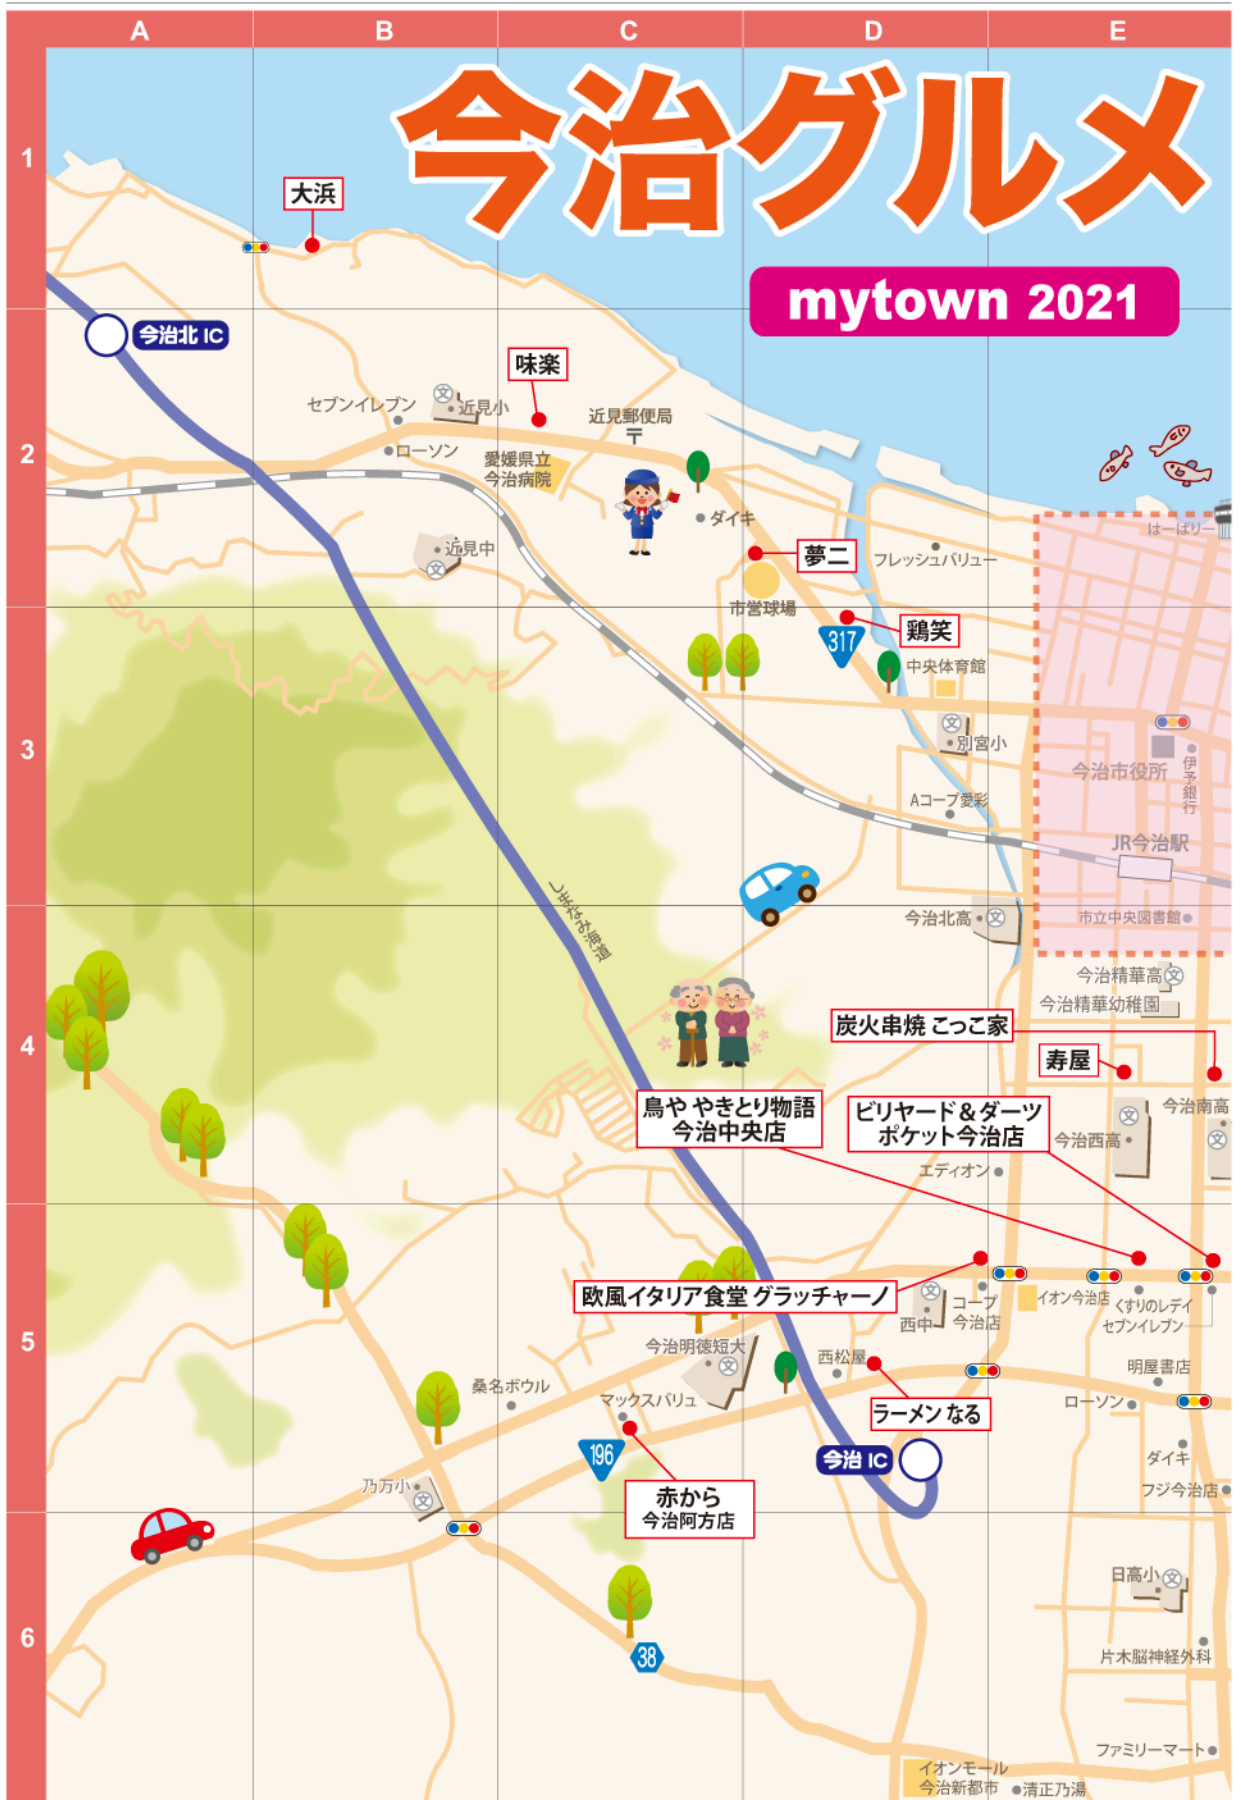 A B C D E
1
今治グルメ
大浜
mytown 2021
今治北 IC
味楽
セブンイレブン
近見小
文
近見郵便局
〒
2
ローソン
愛媛県立
今治病院
ダイキ
はーばりー
近見中
文
夢二
フレッシュバリュー
市営球場
鶏笑
317
中央体育館
3
文
別宮小
今治市役所
伊予銀行
Aコープ愛彩
JR今治駅
しまなみ海道
今治北高
文
市立中央図書館
今治精華高
文
今治精華幼稚園
4
炭火串焼 こっこ家
寿屋
鳥や やきとり物語
今治中央店
ビリヤード&ダーツ
ポケット今治店
今治南高
文
今治西高
文
エディオン
欧風イタリア食堂 グラッチャーノ
文
西中
コープ
今治店
イオン今治店
くすりのレデイ
セブンイレブン
5
今治明徳短大
文
西松屋
明屋書店
桑名ボウル
マックスバリュ
ラーメン なる
ローソン
196
今治 IC
ダイキ
乃万小
文
赤から
今治阿方店
フジ今治店
日高小
文
6
38
片木脳神経外科
ファミリーマート
イオンモール
今治新都市
清正乃湯